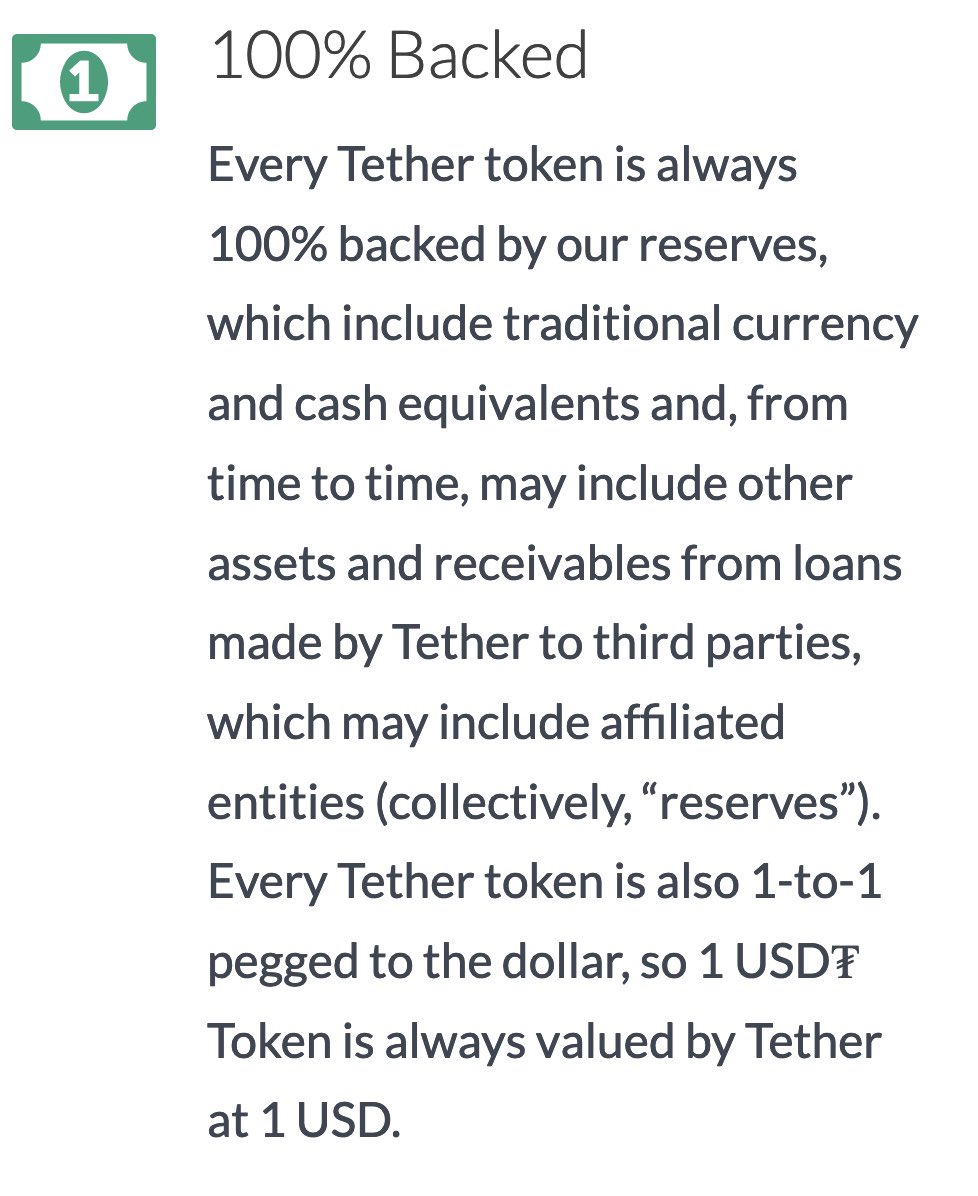 1
100% Backed
Every Tether token is always
100% backed by our reserves,
which include traditional currency
and cash equivalents and, from
time to time, may include other
assets and receivables from loans
made by Tether to third parties,
which may include affiliated
entities (collectively, “reserves”).
Every Tether token is also 1-to-1
pegged to the dollar, so 1 USD₮
Token is always valued by Tether
at 1 USD.